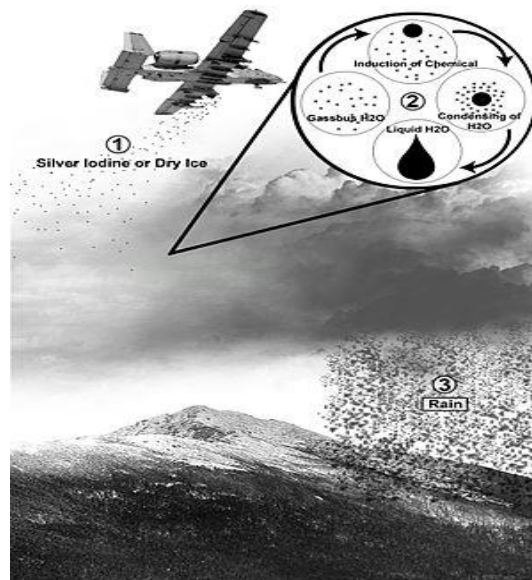 ①
Silver Iodine or Dry Ice
②
Induction of Chemical
Gassbus H2O
Condensing of
H2O
Liquid H2O
③
Rain